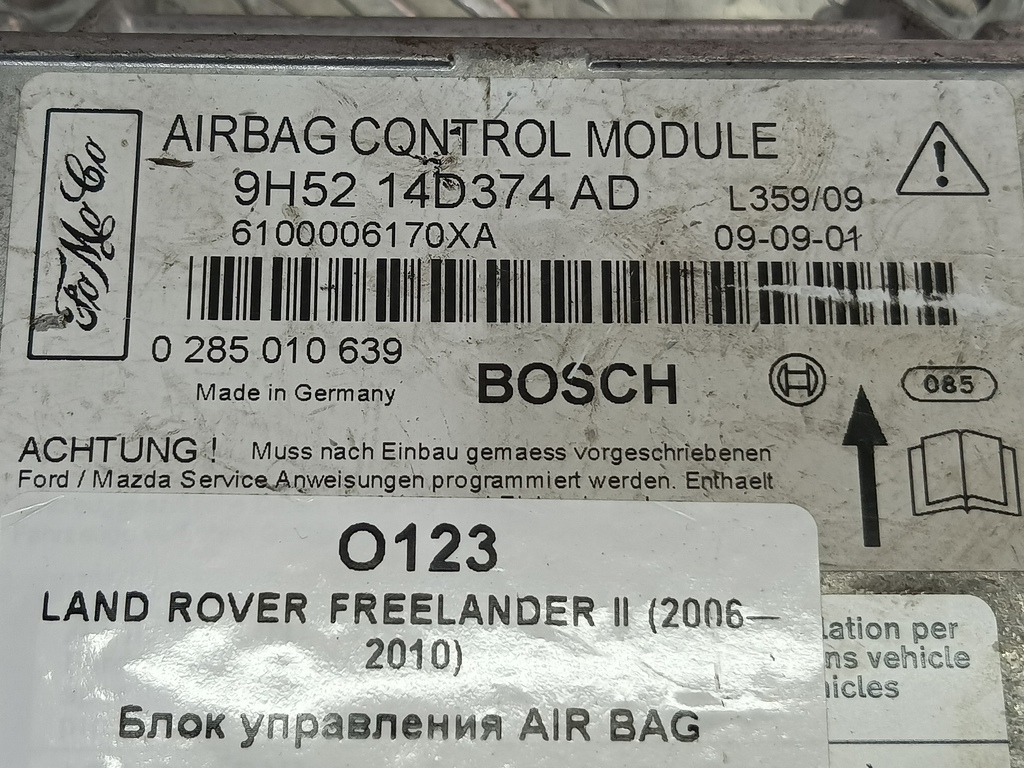 FoMoCo
AIRBAG CONTROL MODULE
9H52 14D374 AD
L359/09
6100006170XA
09-09-01
0 285 010 639
Made in Germany
BOSCH
085
ACHTUNG ! Muss nach Einbau gemaess vorgeschriebenen
Ford / Mazda Service Anweisungen programmiert werden. Enthaelt
O123
LAND ROVER FREELANDER II (2006–
2010)
Блок управления AIR BAG
lation per
ns vehicle
hicles